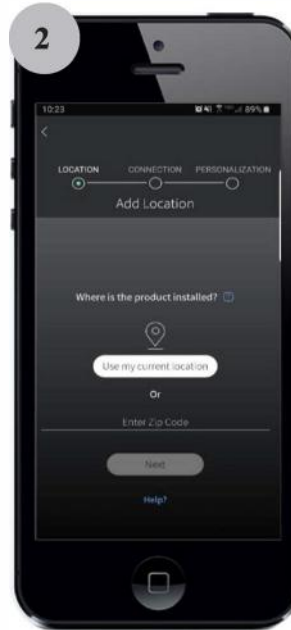 2
10:23 89%
LOCATION CONNECTION PERSONALIZATION
Add Location
Where is the product installed?
Use my current location
Or
Enter Zip Code
Next
Help?